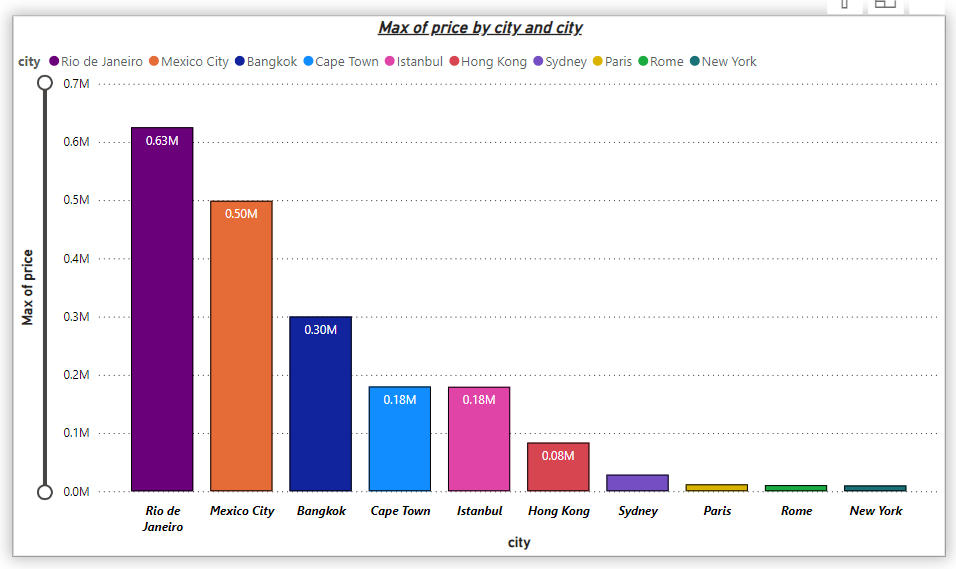 Max of price by city and city
city Rio de Janeiro Mexico City Bangkok Cape Town Istanbul Hong Kong Sydney Paris Rome New York
0.7M
0.6M
0.5M
0.4M
0.3M
0.2M
0.1M
0.0M
Max of price
0.63M
0.50M
0.30M
0.18M
0.18M
0.08M
Rio de
Janeiro
Mexico City
Bangkok
Cape Town
Istanbul
Hong Kong
Sydney
Paris
Rome
New York
city